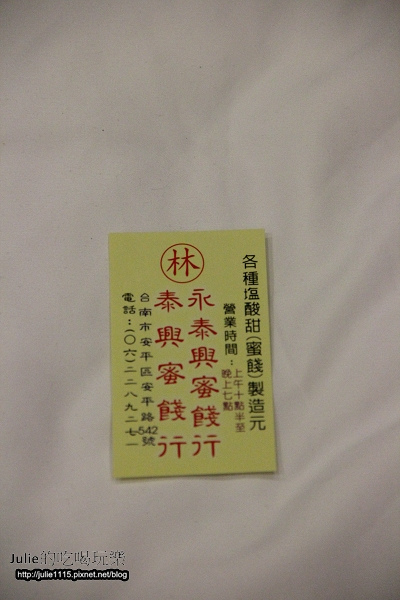 各種塩酸甜(蜜餞)製造元
營業時間：上午十點半至
晚上七點
林
永泰興蜜餞行
泰興蜜餞行
台南市安平區安平路542號
電話：(〇六)二二八九二七一
Julie的吃喝玩樂
http://julie1115.pixnet.net/blog